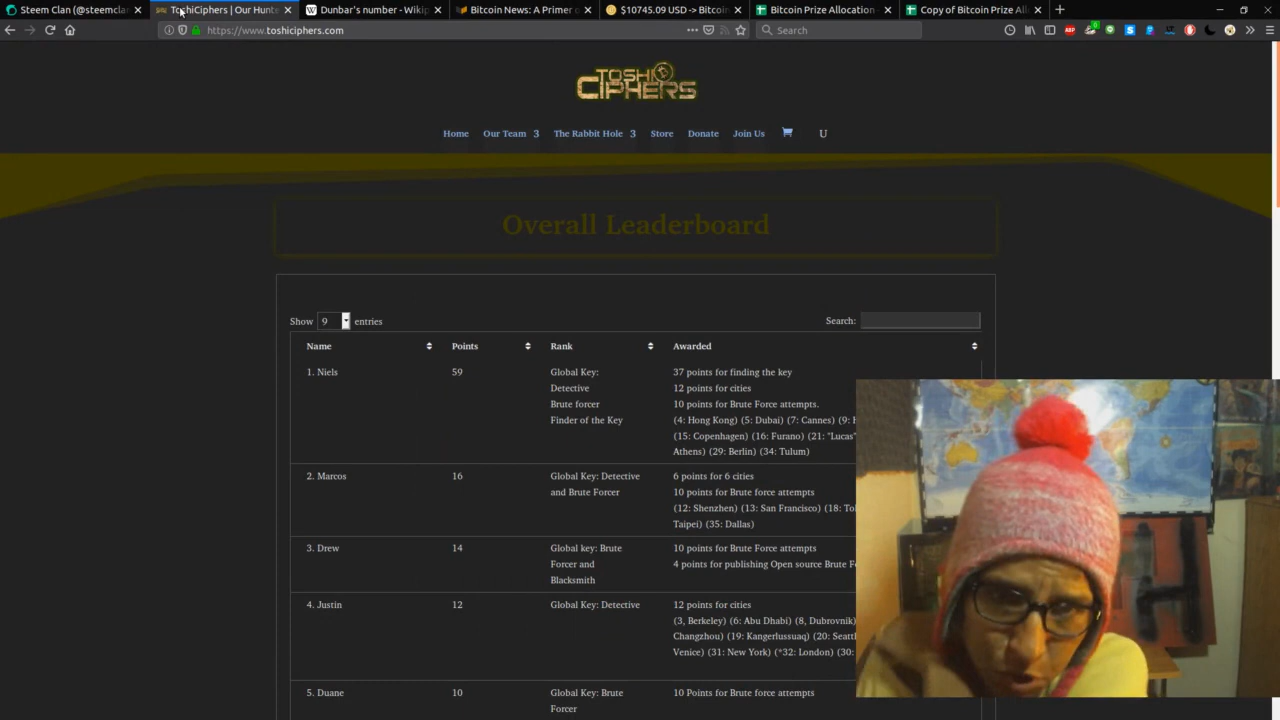 Steem Clan (@steemcla
ToshiCiphers | Our Hunte
Dunbar's number - Wikip
Bitcoin News: A Primer o
$10745.09 USD -> Bitcoin
Bitcoin Prize Allocation
Copy of Bitcoin Prize All
https://www.toshiciphers.com
Search
ABP
0
TOSHI
CIPHERS
Home
Our Team 3
The Rabbit Hole 3
Store
Donate
Join Us
U
Overall Leaderboard
Show 9 entries
Search:
Name Points Rank Awarded
1. Niels 59 Global Key: 37 points for finding the key
Detective 12 points for cities
Brute forcer 10 points for Brute Force attempts.
Finder of the Key (4: Hong Kong) (5: Dubai) (7: Cannes) (9: H
(15: Copenhagen) (16: Furano) (21: "Lucas"
Athens) (29: Berlin) (34: Tulum)
2. Marcos 16 Global Key: Detective 6 points for 6 cities
and Brute Forcer 10 points for Brute force attempts
(12: Shenzhen) (13: San Francisco) (18: Tol
Taipei) (35: Dallas)
3. Drew 14 Global key: Brute 10 points for Brute Force attempts
Forcer and 4 points for publishing Open source Brute F
Blacksmith
4. Justin 12 Global Key: Detective 12 points for cities
(3, Berkeley) (6: Abu Dhabi) (8, Dubrovnik)
Changzhou) (19: Kangerlussuaq) (20: Seatt
Venice) (31: New York) (*32: London) (30:
5. Duane 10 Global Key: Brute 10 Points for Brute force attempts
Forcer